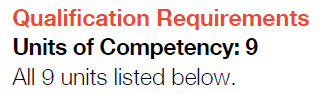 Qualification Requirements
Units of Competency: 9
All 9 units listed below.